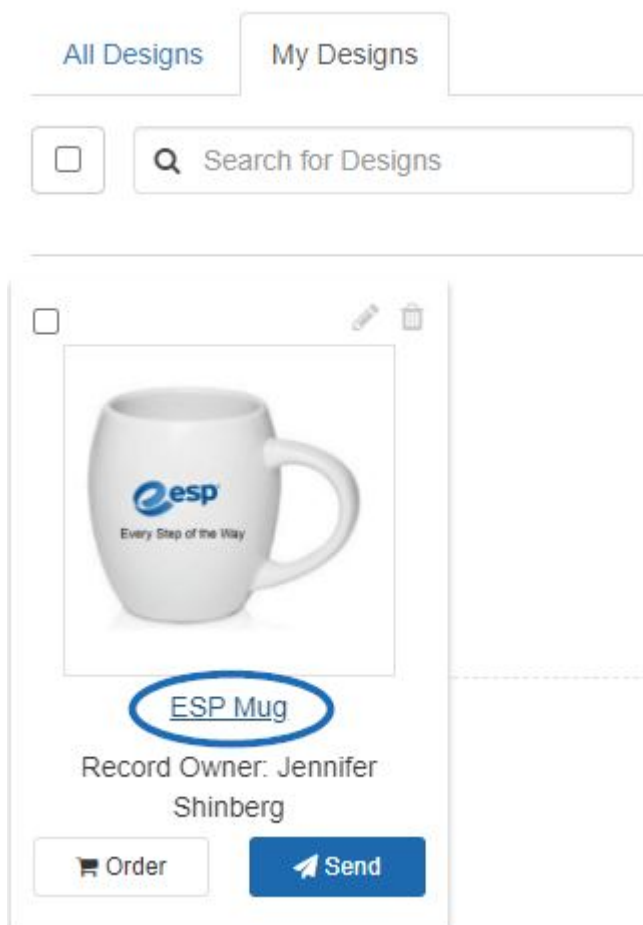 All Designs My Designs
Search for Designs
esp
Every Step of the Way
ESP Mug
Record Owner: Jennifer
Shinberg
Order Send